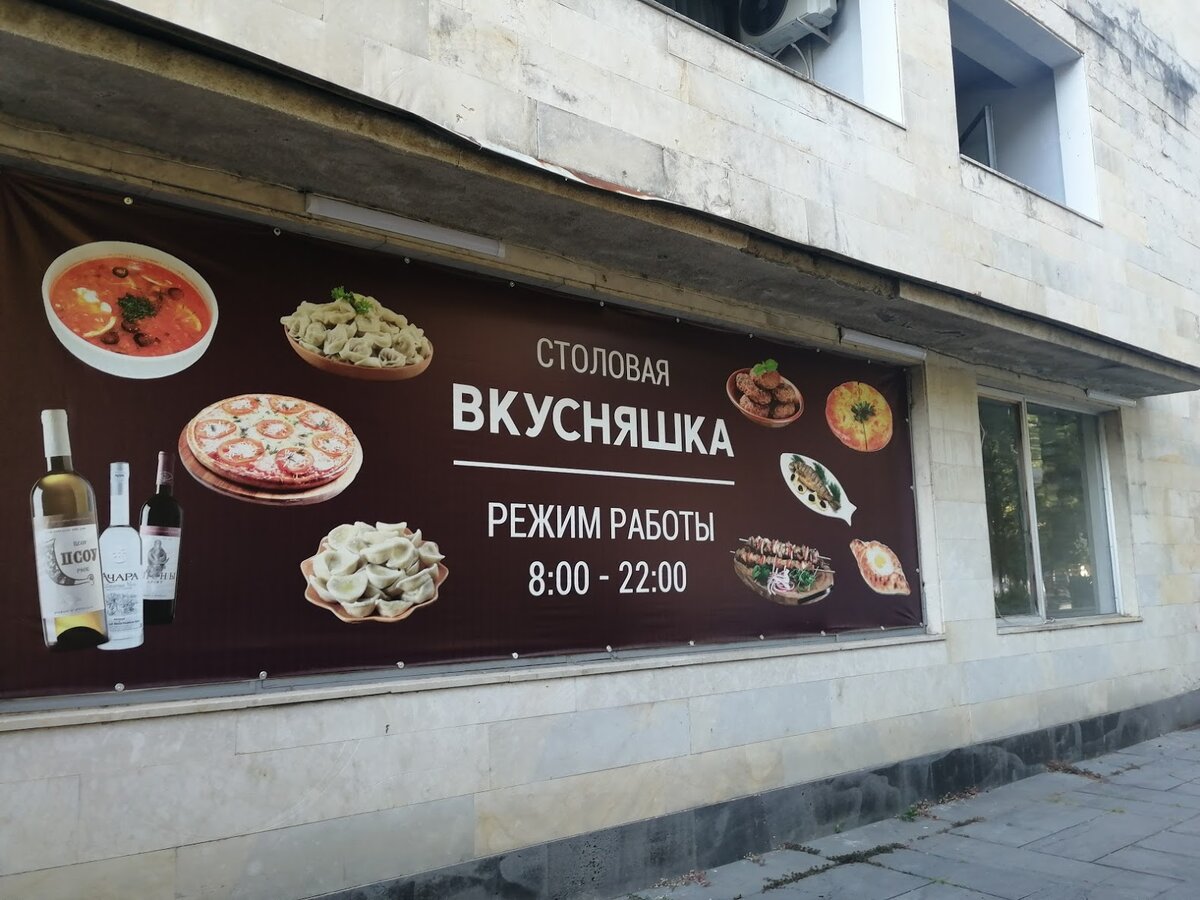 СТОЛОВАЯ
ВКУСНЯШКА
РЕЖИМ РАБОТЫ
8:00 - 22:00
ПСОУ
АЧАРА